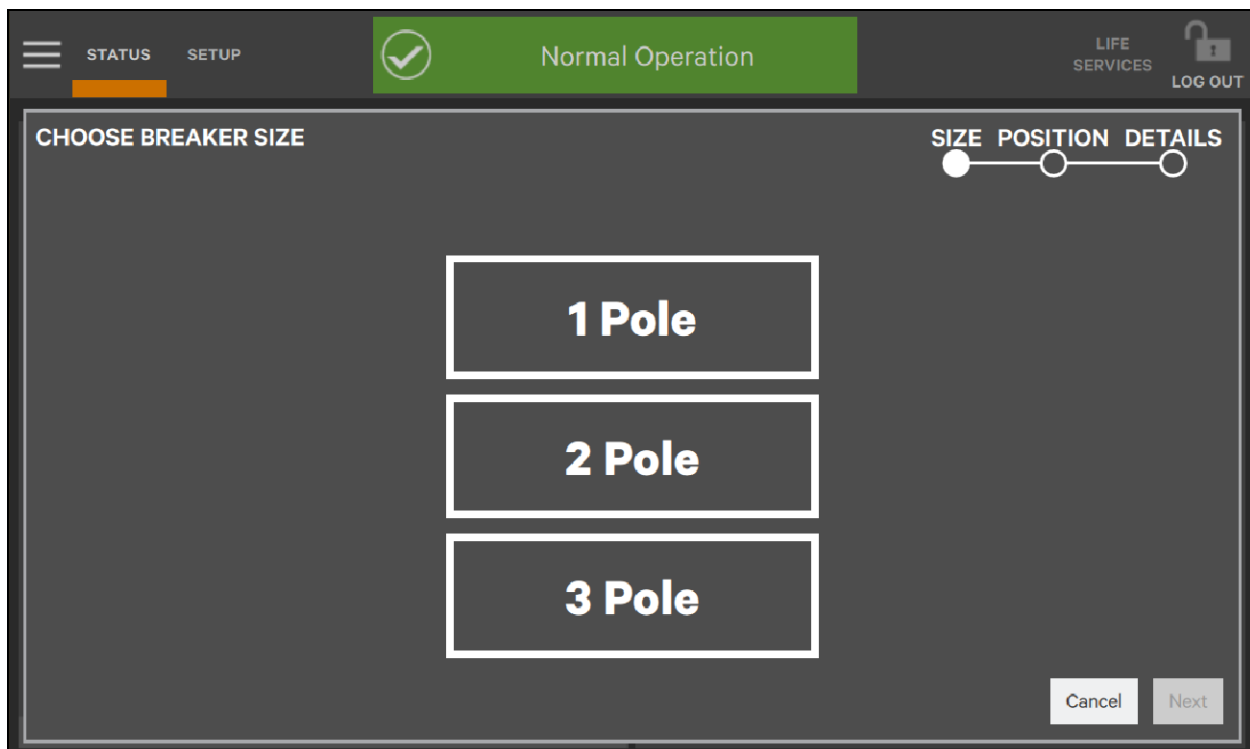 STATUS SETUP
Normal Operation
LIFE
SERVICES
LOG OUT
CHOOSE BREAKER SIZE
SIZE POSITION DETAILS
1 Pole
2 Pole
3 Pole
Cancel Next